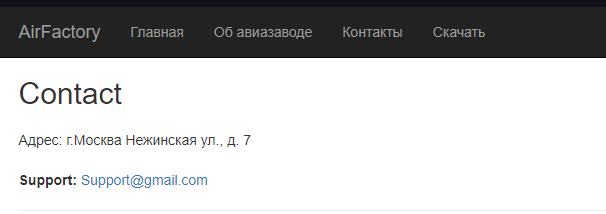 AirFactory Главная Об авиазаводе Контакты Скачать
Contact
Адрес: г.Москва Нежинская ул., д. 7
Support: Support@gmail.com